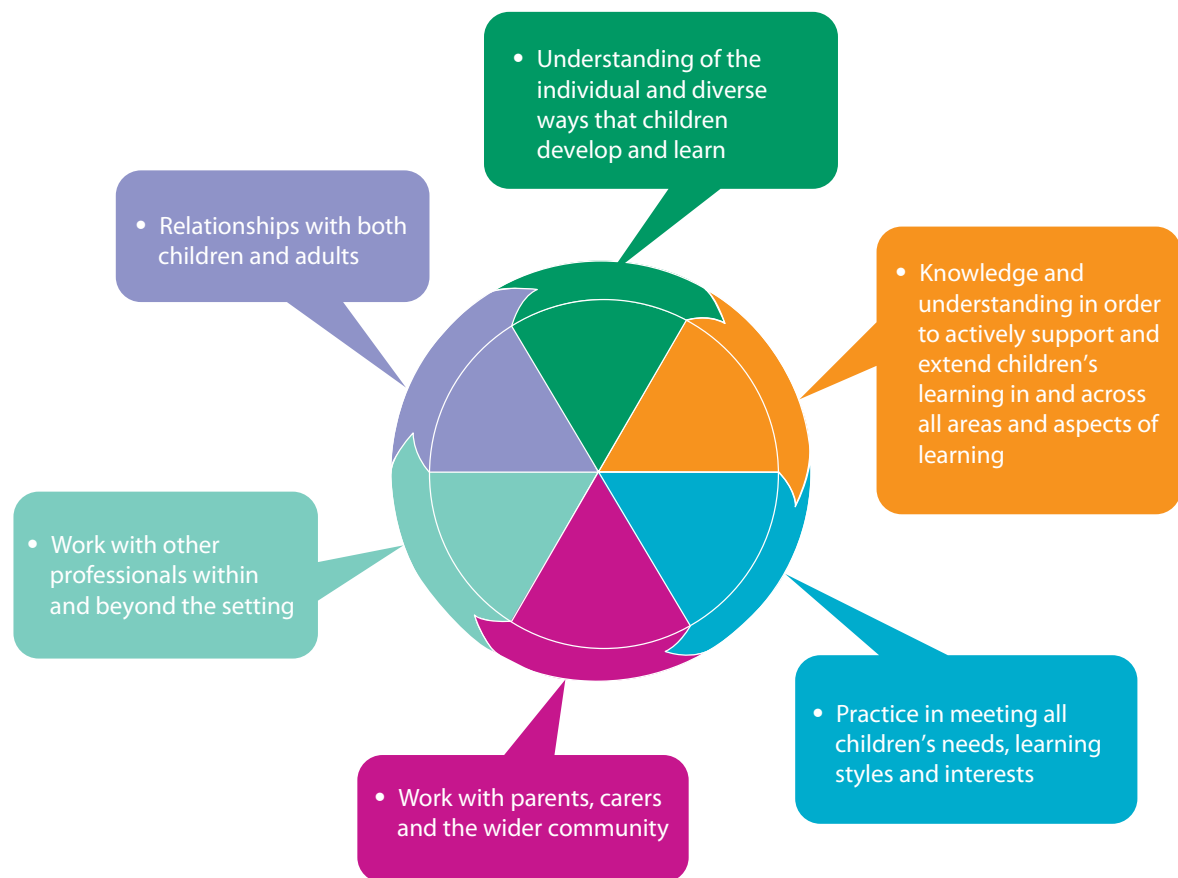 • Understanding of the
individual and diverse
ways that children
develop and learn
• Relationships with both
children and adults
• Knowledge and
understanding in order
to actively support and
extend children’s
learning in and across
all areas and aspects of
learning
• Work with other
professionals within
and beyond the setting
• Practice in meeting all
children’s needs, learning
styles and interests
• Work with parents, carers
and the wider community